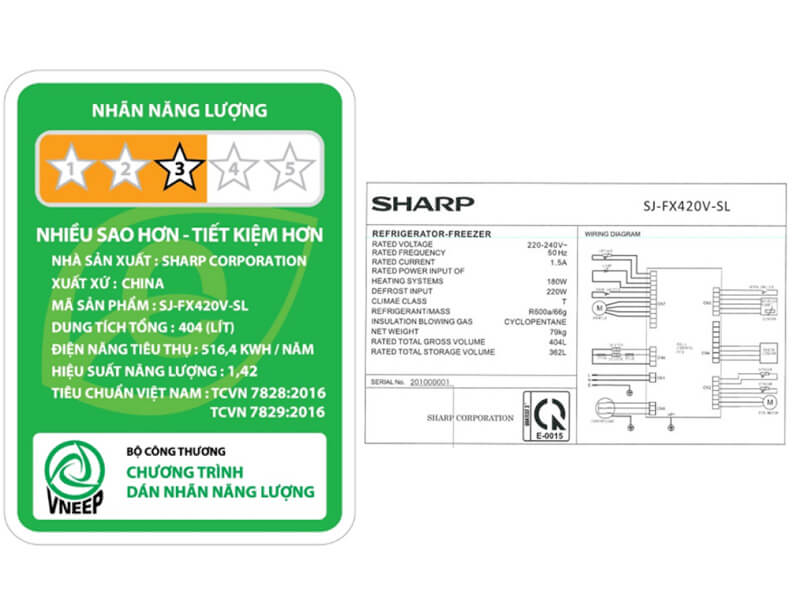 NHÃN NĂNG LƯỢNG
1 2 3 4 5
NHIỀU SAO HƠN - TIẾT KIỆM HƠN
NHÀ SẢN XUẤT : SHARP CORPORATION
XUẤT XỨ : CHINA
MÃ SẢN PHẨM : SJ-FX420V-SL
DUNG TÍCH TỔNG : 404 (LÍT)
ĐIỆN NĂNG TIÊU THỤ : 516,4 KWH / NĂM
HIỆU SUẤT NĂNG LƯỢNG : 1,42
TIÊU CHUẨN VIỆT NAM : TCVN 7828:2016
TCVN 7829:2016
VNEEP
BỘ CÔNG THƯƠNG
CHƯƠNG TRÌNH
DÁN NHÃN NĂNG LƯỢNG
SHARP SJ-FX420V-SL
REFRIGERATOR-FREEZER
RATED VOLTAGE 220-240V~
RATED FREQUENCY 50Hz
RATED CURRENT 1.5A
RATED POWER INPUT OF
HEATING SYSTEMS 180W
DEFROST INPUT 220W
CLIMAE CLASS T
REFRIGERANT/MASS R600a/66g
INSULATION BLOWING GAS CYCLOPENTANE
NET WEIGHT 79kg
RATED TOTAL GROSS VOLUME 404L
RATED TOTAL STORAGE VOLUME 362L
SERIAL No. 201000001
SHARP CORPORATION
E-0015
WIRING DIAGRAM
M
M